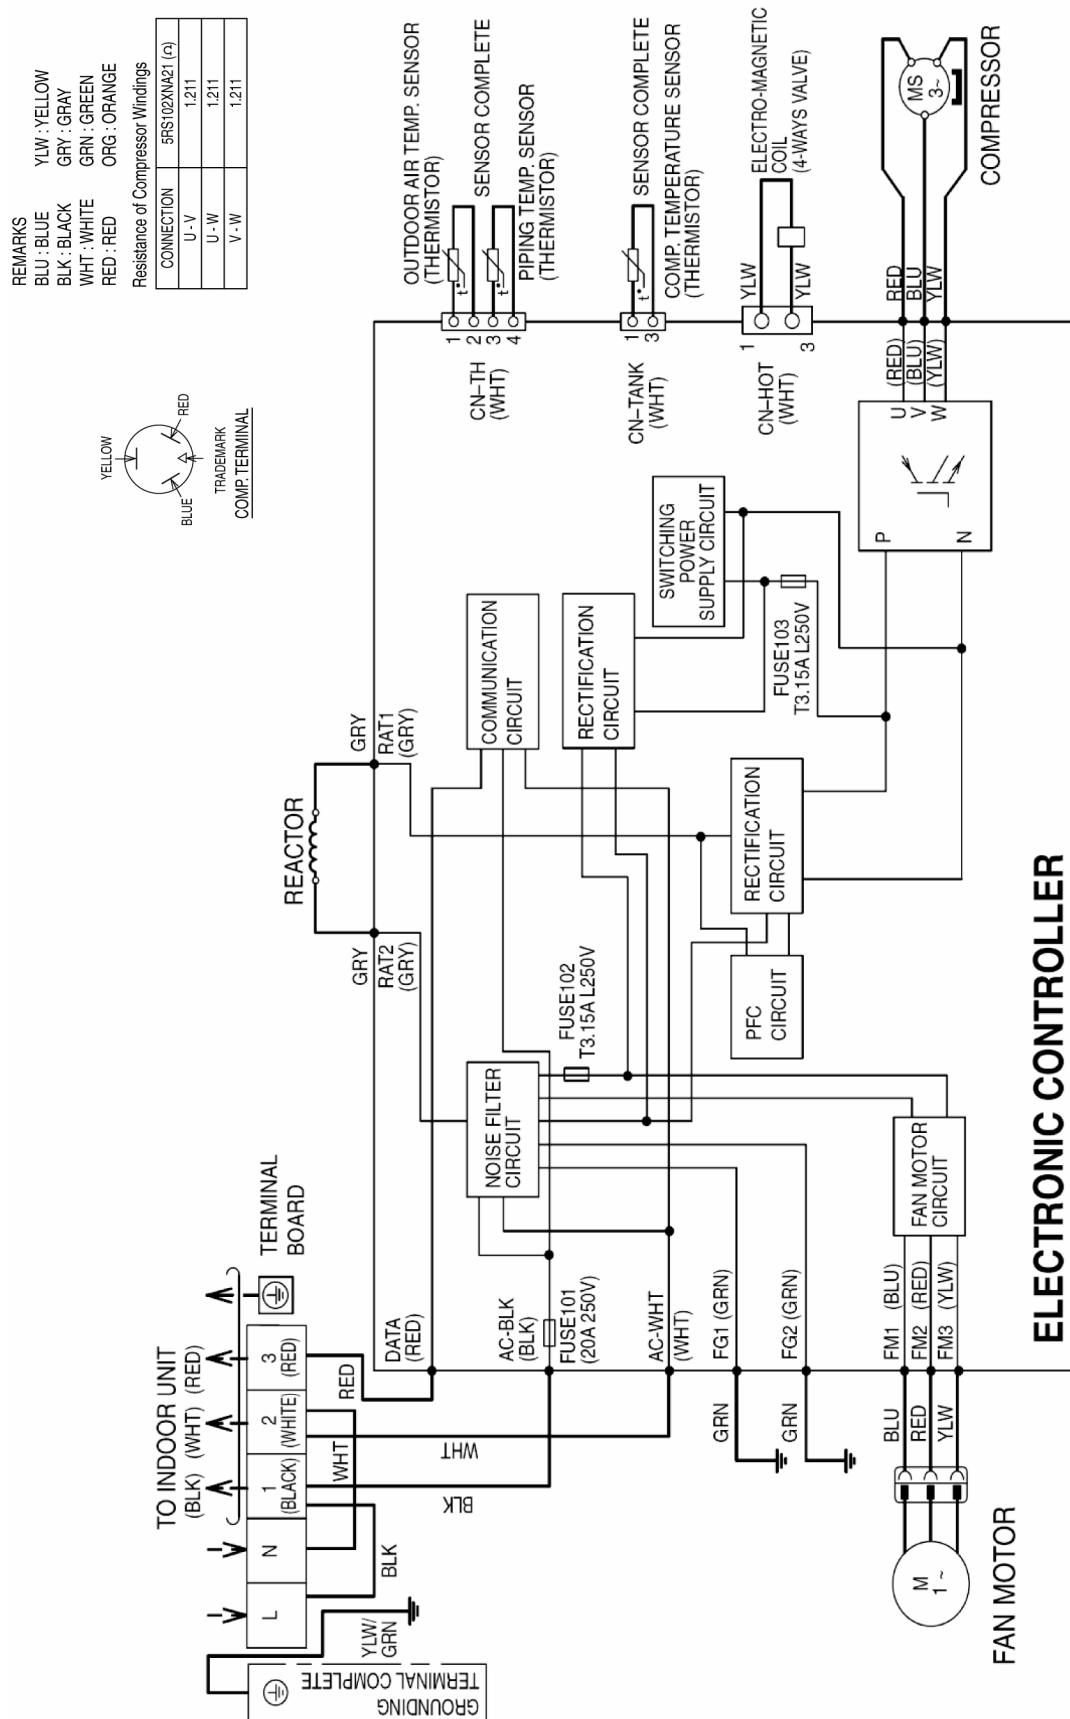 REMARKS
BLU : BLUE YLW : YELLOW
BLK : BLACK GRY : GRAY
WHT : WHITE GRN : GREEN
RED : RED ORG : ORANGE
Resistance of Compressor Windings
CONNECTION 5RS102XNA21 (Ω)
U - V 1.211
U - W 1.211
V - W 1.211
YELLOW
BLUE
RED
TRADEMARK
COMP. TERMINAL
TO INDOOR UNIT
(BLK) (WHT) (RED)
L
N
1
(BLACK)
2
(WHITE)
3
(RED)
TERMINAL
BOARD
GROUNDING
TERMINAL COMPLETE
YLW/
GRN
BLK
WHT
RED
BLK
WHT
REACTOR
GRY
GRY
RAT2
(GRY)
RAT1
(GRY)
DATA
(RED)
AC-BLK
(BLK)
FUSE101
(20A 250V)
AC-WHT
(WHT)
FG1 (GRN)
FG2 (GRN)
GRN
GRN
NOISE FILTER
CIRCUIT
FUSE102
T3.15A L250V
COMMUNICATION
CIRCUIT
RECTIFICATION
CIRCUIT
SWITCHING
POWER
SUPPLY CIRCUIT
FUSE103
T3.15A L250V
PFC
CIRCUIT
RECTIFICATION
CIRCUIT
P
N
U
V
W
(RED)
(BLU)
(YLW)
RED
BLU
YLW
MS
3~
COMPRESSOR
OUTDOOR AIR TEMP. SENSOR
(THERMISTOR)
SENSOR COMPLETE
PIPING TEMP. SENSOR
(THERMISTOR)
t°
t°
1
2
3
4
CN–TH
(WHT)
SENSOR COMPLETE
COMP. TEMPERATURE SENSOR
(THERMISTOR)
t°
1
3
CN–TANK
(WHT)
ELECTRO-MAGNETIC
COIL
(4-WAYS VALVE)
YLW
YLW
1
3
CN–HOT
(WHT)
FAN MOTOR
CIRCUIT
FM1 (BLU)
FM2 (RED)
FM3 (YLW)
BLU
RED
YLW
M
1 ~
FAN MOTOR
ELECTRONIC CONTROLLER